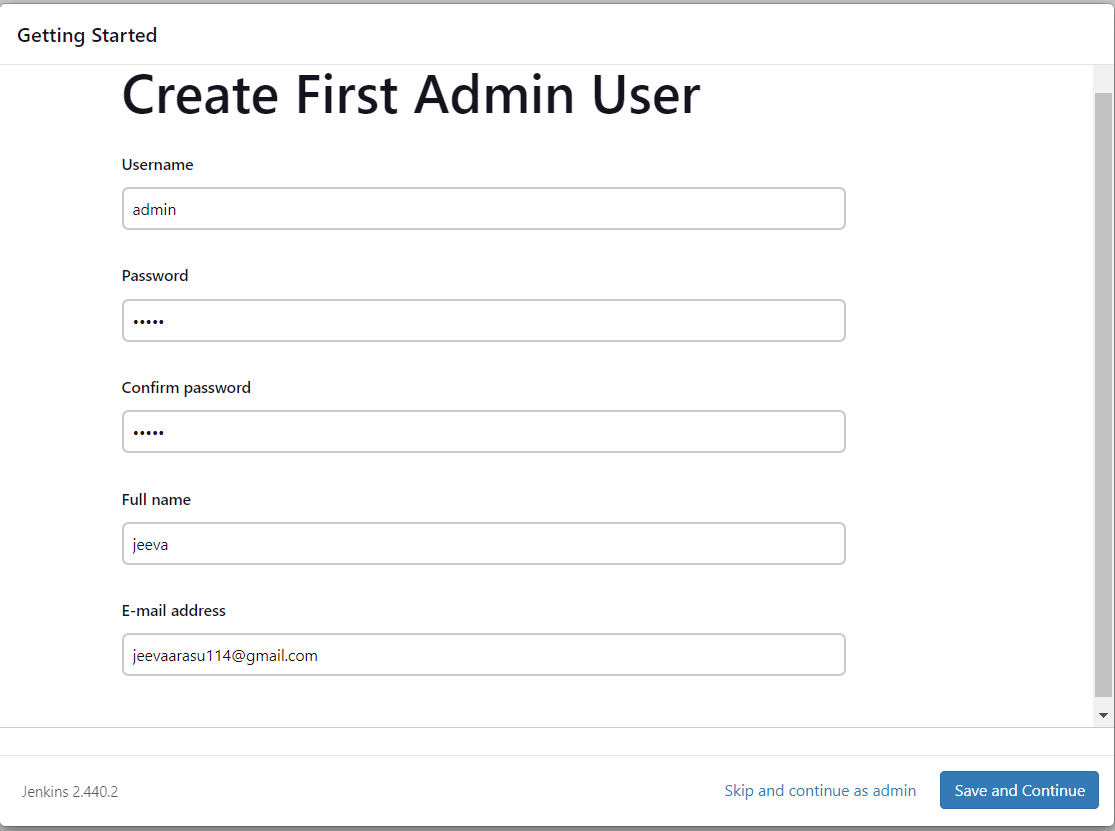 Getting Started
Create First Admin User
Username
admin
Password
•••••
Confirm password
•••••
Full name
jeeva
E-mail address
jeevaarasu114@gmail.com
Jenkins 2.440.2
Skip and continue as admin
Save and Continue